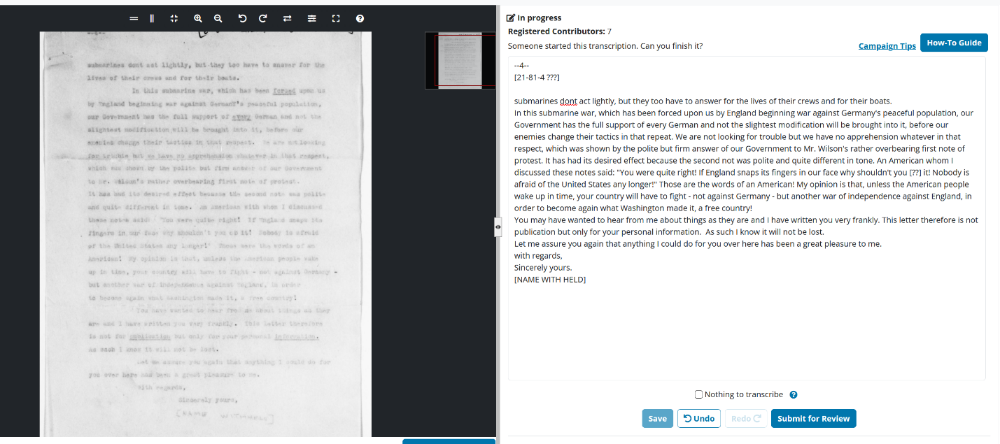 submarines dont act lightly, but they too have to answer for the
lives of their crews and for their boats.
In this submarine war, which has been forced upon us
by England beginning war against Germany's peaceful population,
our Government has the full support of every German and not the
slightest modification will be brought into it, before our
enemies change their tactics in that respect. We are not looking
for trouble but we have no apprehension whatever in that respect,
which was shown by the polite but firm answer of our Government
to Mr. Wilson's rather overbearing first note of protest.
It has had its desired effect because the second note was polite
and quite different in tone. An American with whom I discussed
these notes said: "You were quite right! If England snaps its
fingers in our face why shouldn't you do it! Nobody is afraid
of the United States any longer!" Those were the words of an
American! My opinion is that, unless the American people wake
up in time, your country will have to fight - not against Germany -
but another war of independence against England, in order
to become again what Washington made it, a free country!
You have wanted to hear from me about things as they
are and I have written you very frankly. This letter therefore
is not for publication but only for your personal information.
As such I know it will not be lost.
Let me assure you again that anything I could do for
you over here has been a great pleasure to me.
With regards,
Sincerely yours,
[NAME WITHHELD]
In progress
Registered Contributors: 7
Someone started this transcription. Can you finish it?
Campaign Tips
How-To Guide
--4--
[21-81-4 ???]
submarines dont act lightly, but they too have to answer for the lives of their crews and for their boats.
In this submarine war, which has been forced upon us by England beginning war against Germany's peaceful population, our
Government has the full support of every German and not the slightest modification will be brought into it, before our
enemies change their tactics in that repeat. We are not looking for trouble but we have no apprehension whatever in that
respect, which was shown by the polite but firm answer of our Government to Mr. Wilson's rather overbearing first note of
protest. It has had its desired effect because the second not was polite and quite different in tone. An American whom I
discussed these notes said: "You were quite right! If England snaps its fingers in our face why shouldn't you [??] it! Nobody is
afraid of the United States any longer!" Those are the words of an American! My opinion is that, unless the American people
wake up in time, your country will have to fight - not against Germany - but another war of independence against England, in
order to become again what Washington made it, a free country!
You may have wanted to hear from me about things as they are and I have written you very frankly. This letter therefore is not
publication but only for your personal information.  As such I know it will not be lost.
Let me assure you again that anything I could do for you over here has been a great pleasure to me.
with regards,
Sincerely yours.
[NAME WITH HELD]
Nothing to transcribe
Save
Undo
Redo
Submit for Review